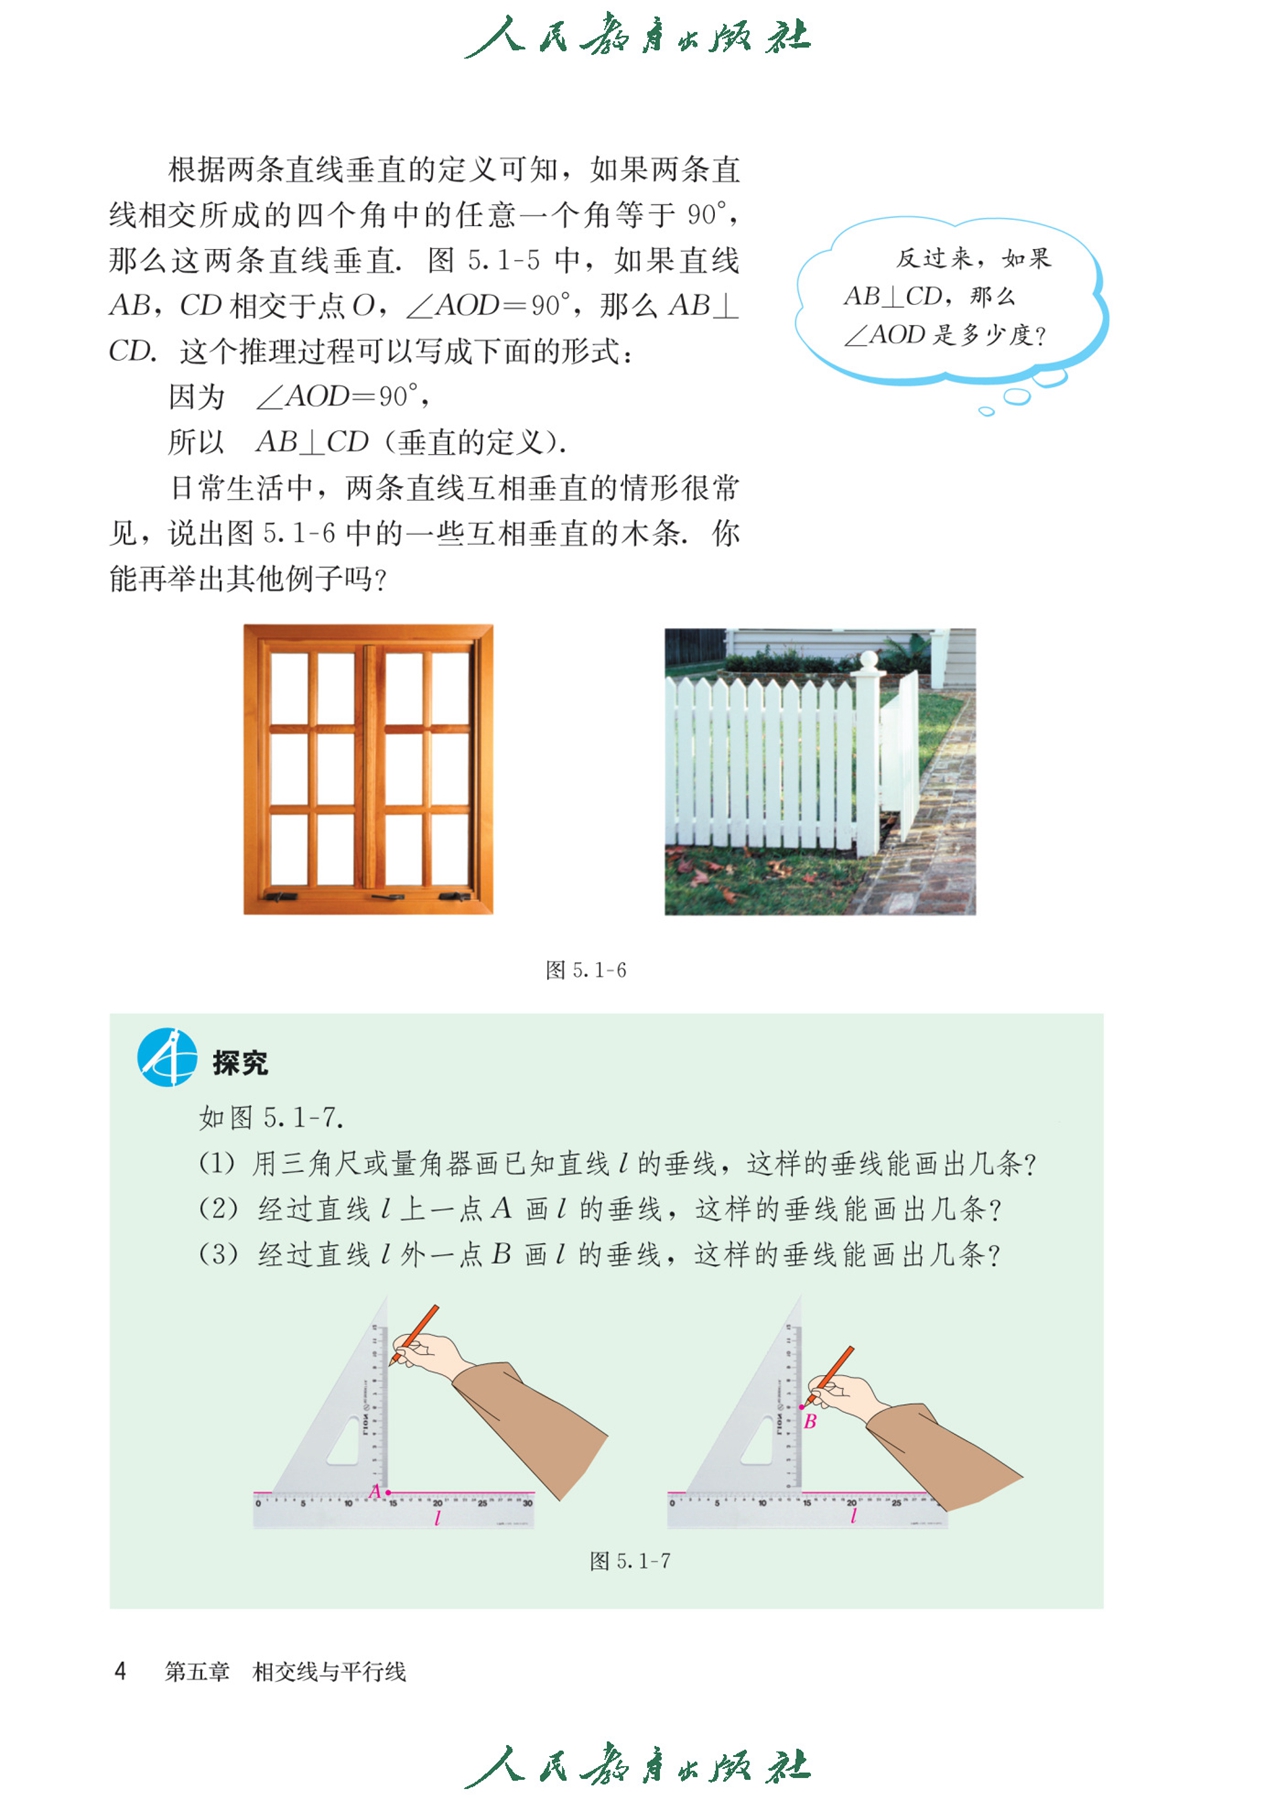 人民教育出版社
根据两条直线垂直的定义可知，如果两条直
线相交所成的四个角中的任意一个角等于 90°，
那么这两条直线垂直. 图 5.1-5 中，如果直线
AB，CD 相交于点 O，∠AOD=90°，那么 AB⊥
CD. 这个推理过程可以写成下面的形式：
因为 ∠AOD=90°，
所以 AB⊥CD（垂直的定义）.
日常生活中，两条直线互相垂直的情形很常
见，说出图 5.1-6 中的一些互相垂直的木条. 你
能再举出其他例子吗？
反过来，如果
AB⊥CD，那么
∠AOD 是多少度？
图 5.1-6
探究
如图 5.1-7.
（1）用三角尺或量角器画已知直线 l 的垂线，这样的垂线能画出几条？
（2）经过直线 l 上一点 A 画 l 的垂线，这样的垂线能画出几条？
（3）经过直线 l 外一点 B 画 l 的垂线，这样的垂线能画出几条？
LION
A
0 5 10 15 20 25 30
l
LION
B
0 5 10 15 20 25
l
图 5.1-7
4 第五章 相交线与平行线
人民教育出版社